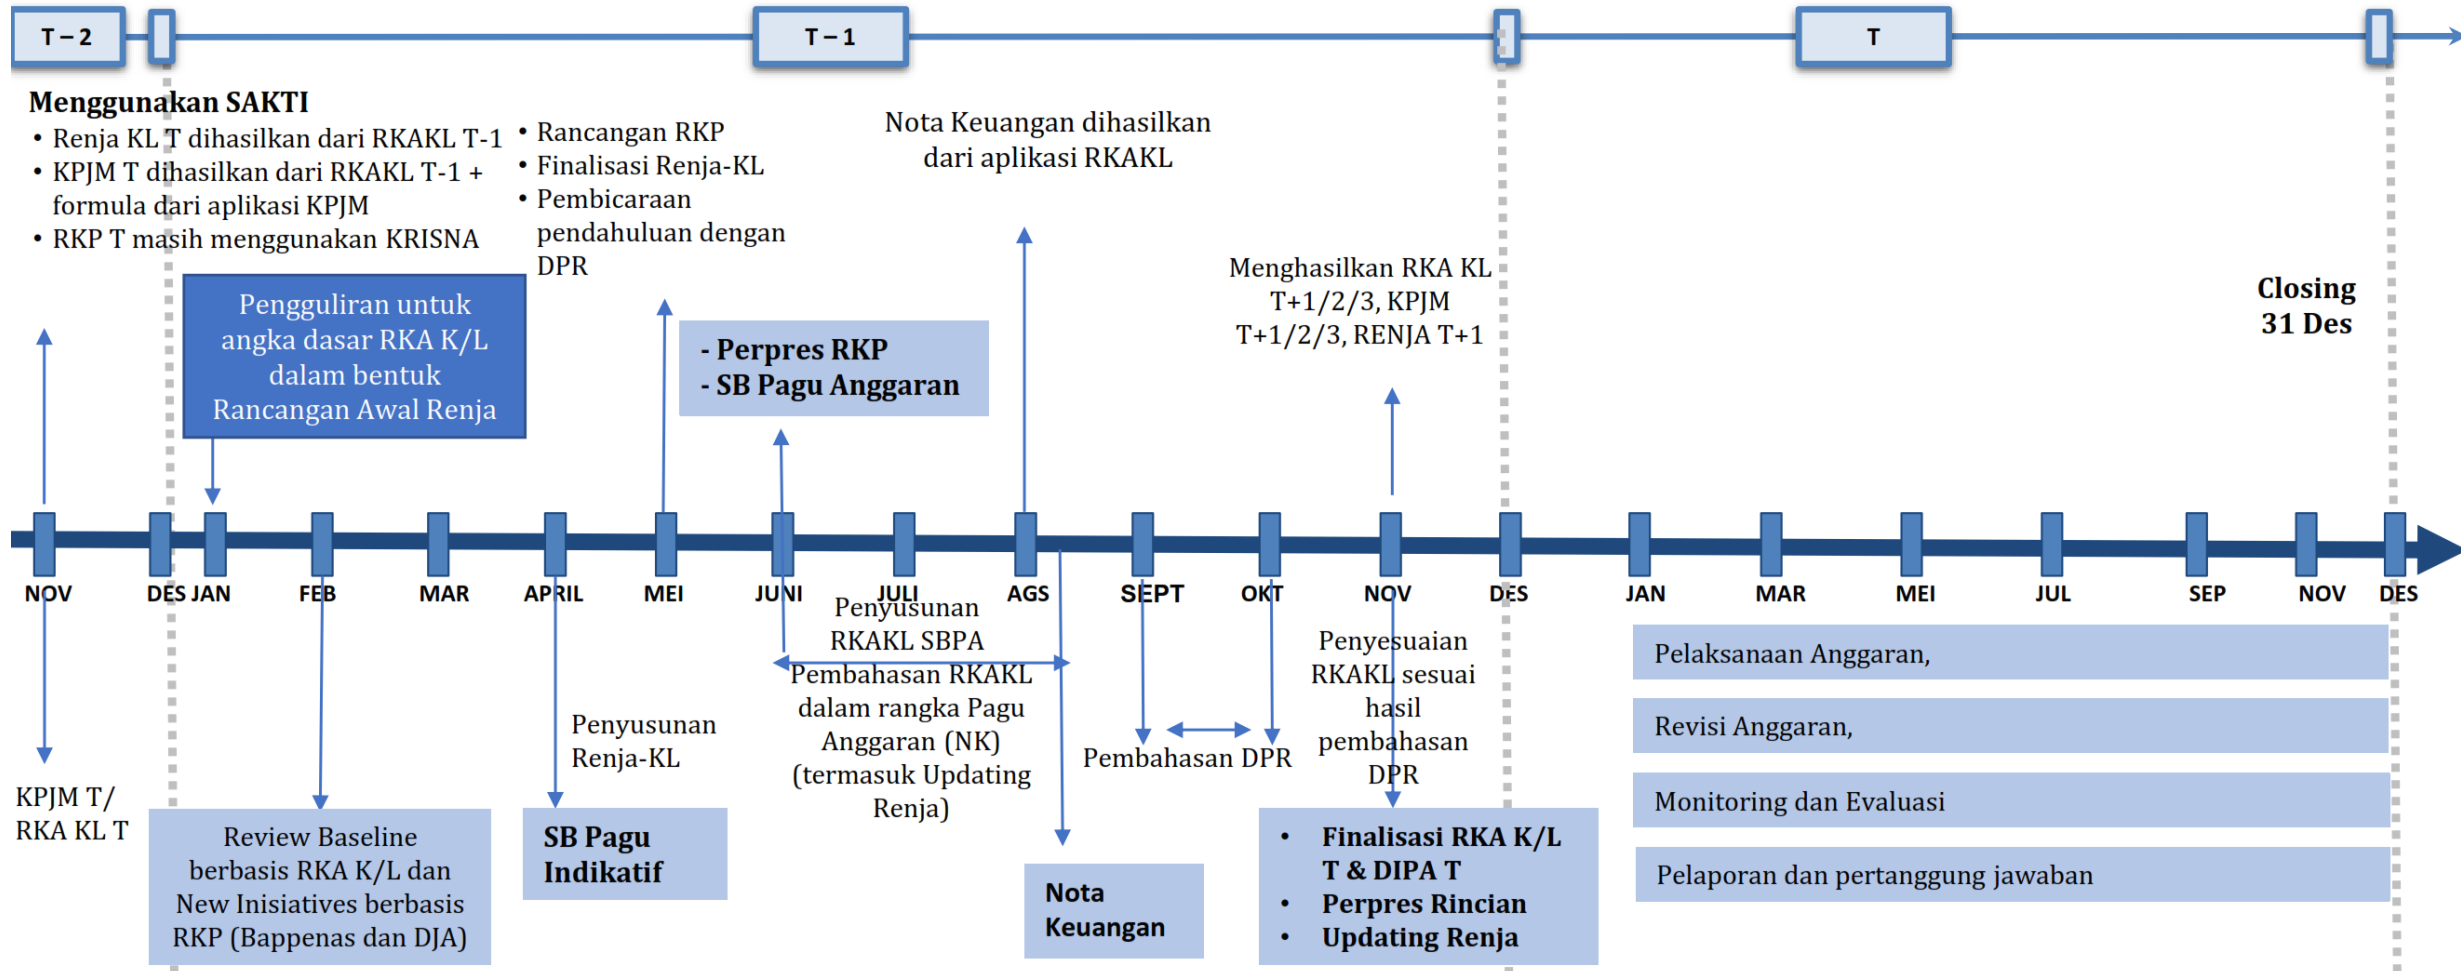 T – 2
T – 1
T
Menggunakan SAKTI
• Renja KL T dihasilkan dari RKAKL T-1
• KPJM T dihasilkan dari RKAKL T-1 +
formula dari aplikasi KPJM
• RKP T masih menggunakan KRISNA
• Rancangan RKP
• Finalisasi Renja-KL
• Pembicaraan
pendahuluan dengan
DPR
Nota Keuangan dihasilkan
dari aplikasi RKAKL
Pengguliran untuk
angka dasar RKA K/L
dalam bentuk
Rancangan Awal Renja
- Perpres RKP
- SB Pagu Anggaran
Menghasilkan RKA KL
T+1/2/3, KPJM
T+1/2/3, RENJA T+1
Closing
31 Des
NOV
DES
JAN
FEB
MAR
APRIL
MEI
JUNI
JULI
AGS
SEPT
OKT
NOV
DES
JAN
MAR
MEI
JUL
SEP
NOV
DES
KPJM T/
RKA KL T
Review Baseline
berbasis RKA K/L dan
New Inisiatives berbasis
RKP (Bappenas dan DJA)
Penyusunan
Renja-KL
SB Pagu
Indikatif
Penyusunan
RKAKL SBPA
Pembahasan RKAKL
dalam rangka Pagu
Anggaran (NK)
(termasuk Updating
Renja)
Nota
Keuangan
Pembahasan DPR
Penyesuaian
RKAKL sesuai
hasil
pembahasan
DPR
• Finalisasi RKA K/L
T & DIPA T
• Perpres Rincian
• Updating Renja
Pelaksanaan Anggaran,
Revisi Anggaran,
Monitoring dan Evaluasi
Pelaporan dan pertanggung jawaban